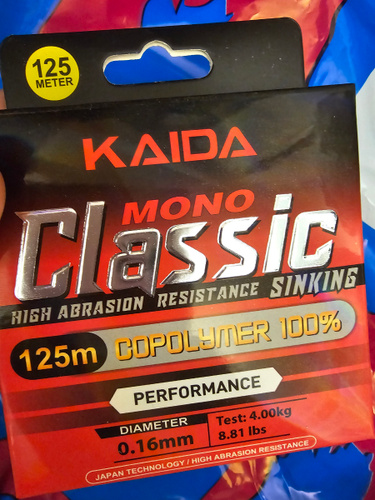 125
METER
KAIDA
MONO
Classic
HIGH ABRASION RESISTANCE SINKING
125m COPOLYMER 100%
PERFORMANCE
DIAMETER
0.16mm
Test: 4.00kg
8.81 lbs
JAPAN TECHNOLOGY / HIGH ABRASION RESISTANCE